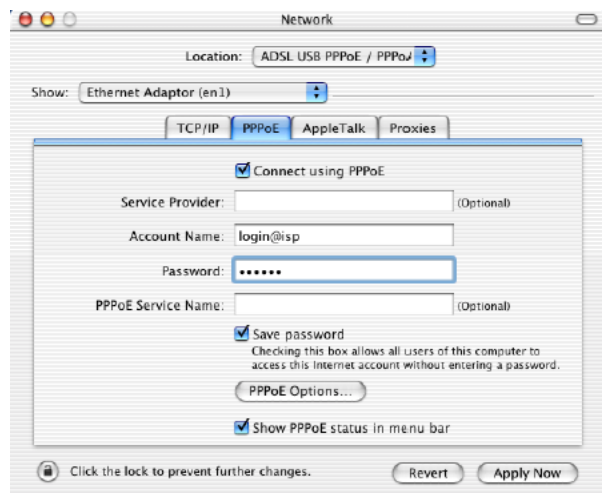 Network
Location: ADSL USB PPPoE / PPPoA
Show: Ethernet Adaptor (en1)
TCP/IP PPPoE AppleTalk Proxies
Connect using PPPoE
Service Provider: (Optional)
Account Name: login@isp
Password: ••••••
PPPoE Service Name: (Optional)
Save password
Checking this box allows all users of this computer to
access this Internet account without entering a password.
PPPoE Options...
Show PPPoE status in menu bar
Click the lock to prevent further changes. Revert Apply Now